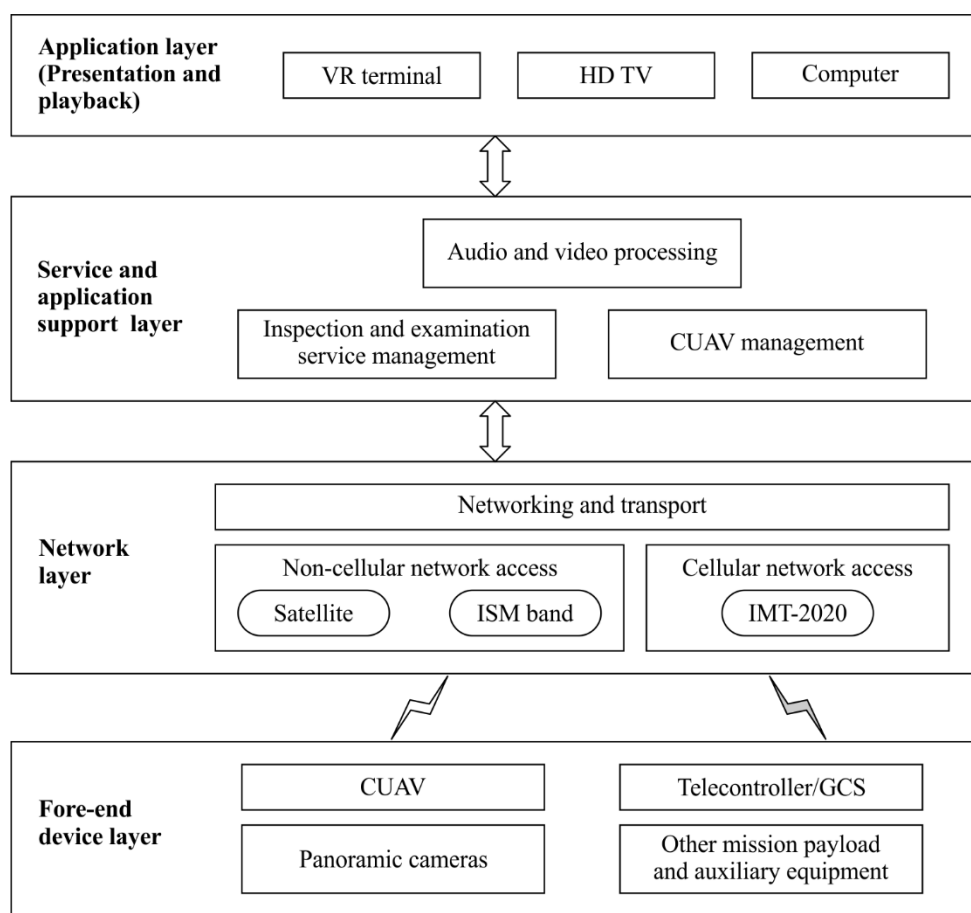 Application layer
(Presentation and
playback)
VR terminal
HD TV
Computer
Service and
application
support layer
Audio and video processing
Inspection and examination
service management
CUAV management
Network
layer
Networking and transport
Non-cellular network access
Satellite
ISM band
Cellular network access
IMT-2020
Fore-end
device layer
CUAV
Telecontroller/GCS
Panoramic cameras
Other mission payload
and auxiliary equipment